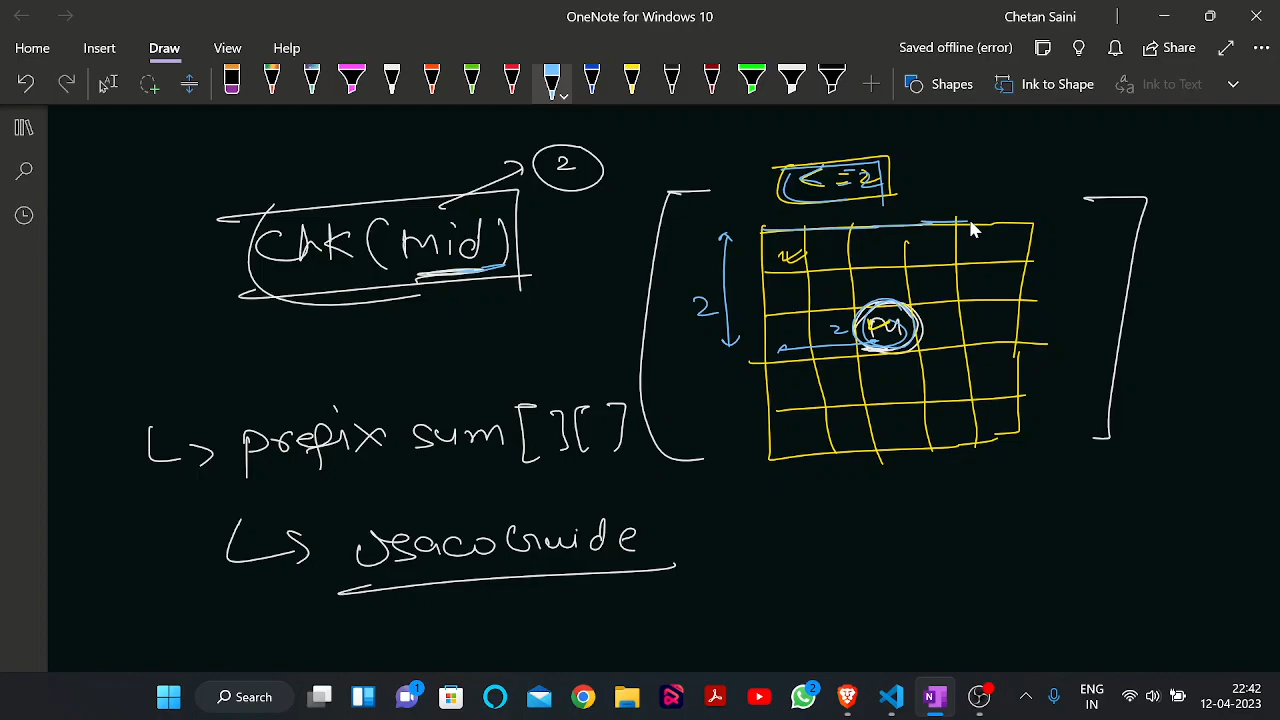 OneNote for Windows 10
Chetan Saini
Home Insert Draw View Help
Saved offline (error)
Share
Shapes
Ink to Shape
Ink to Text
2
<=2
Chk(mid)
2
2
prefix sum[][]
usacoGuide
Search
1
2
ENG
IN
22:42
12-04-2023